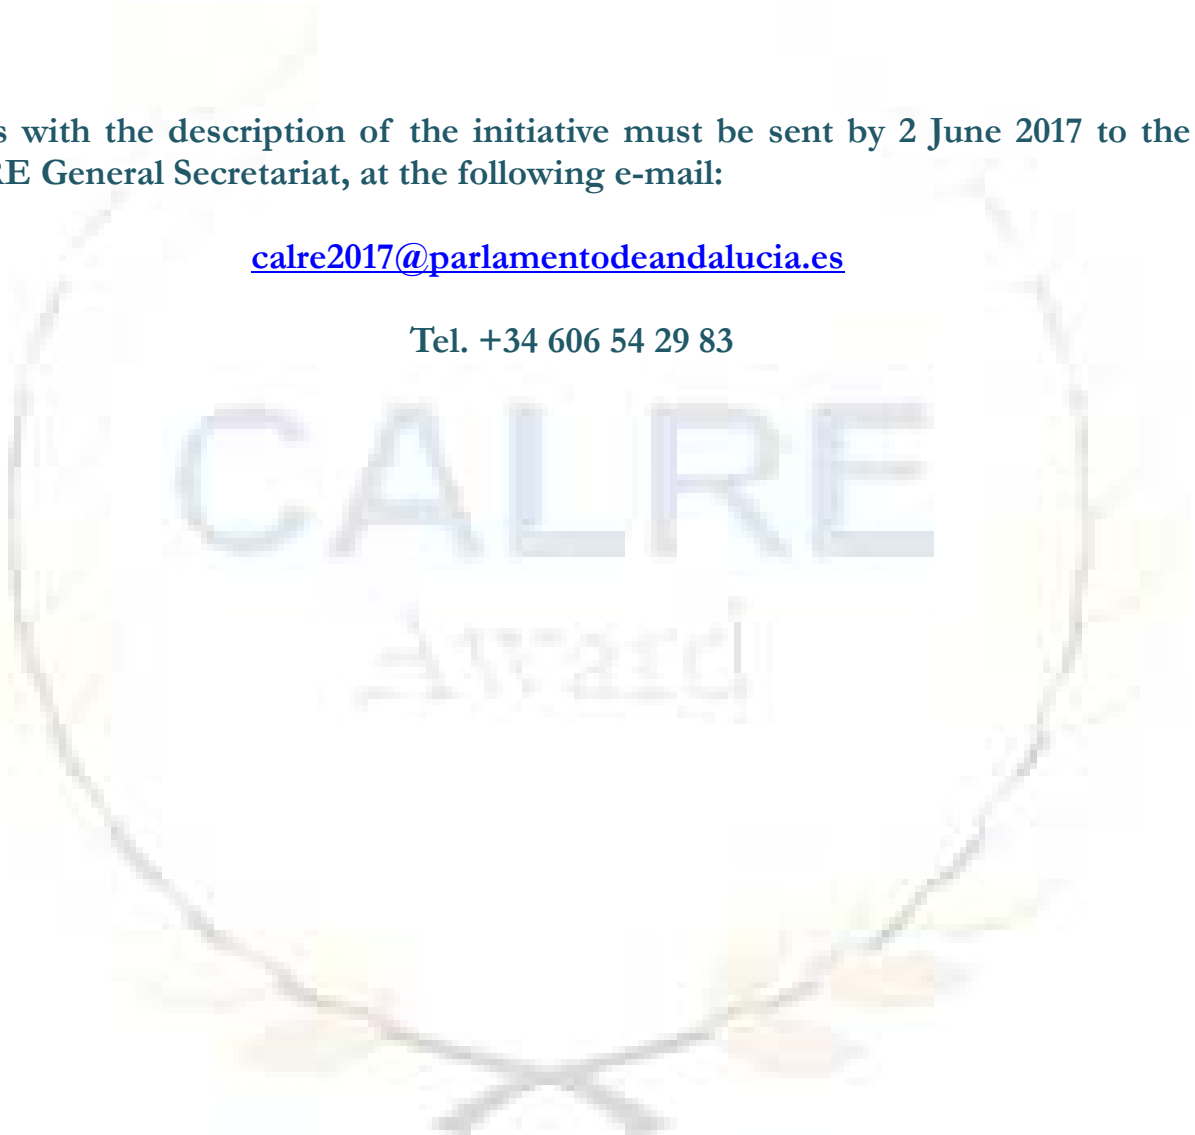 s with the description of the initiative must be sent by 2 June 2017 to the
RE General Secretariat, at the following e-mail:
calre2017@parlamentodeandalucia.es
Tel. +34 606 54 29 83
CALRE
Award